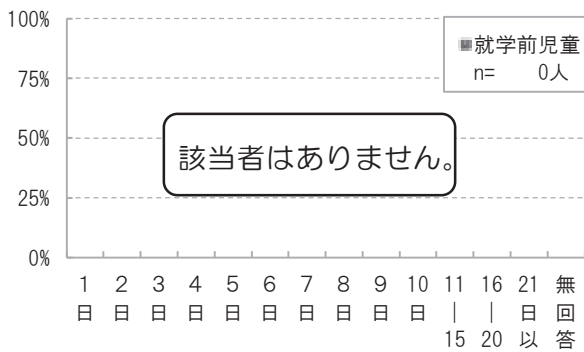 100%
75%
50%
25%
0%
■就学前児童
n= 0人
該当者はありません。
1日
2日
3日
4日
5日
6日
7日
8日
9日
10日
11|15
16|20
21日以
無回答